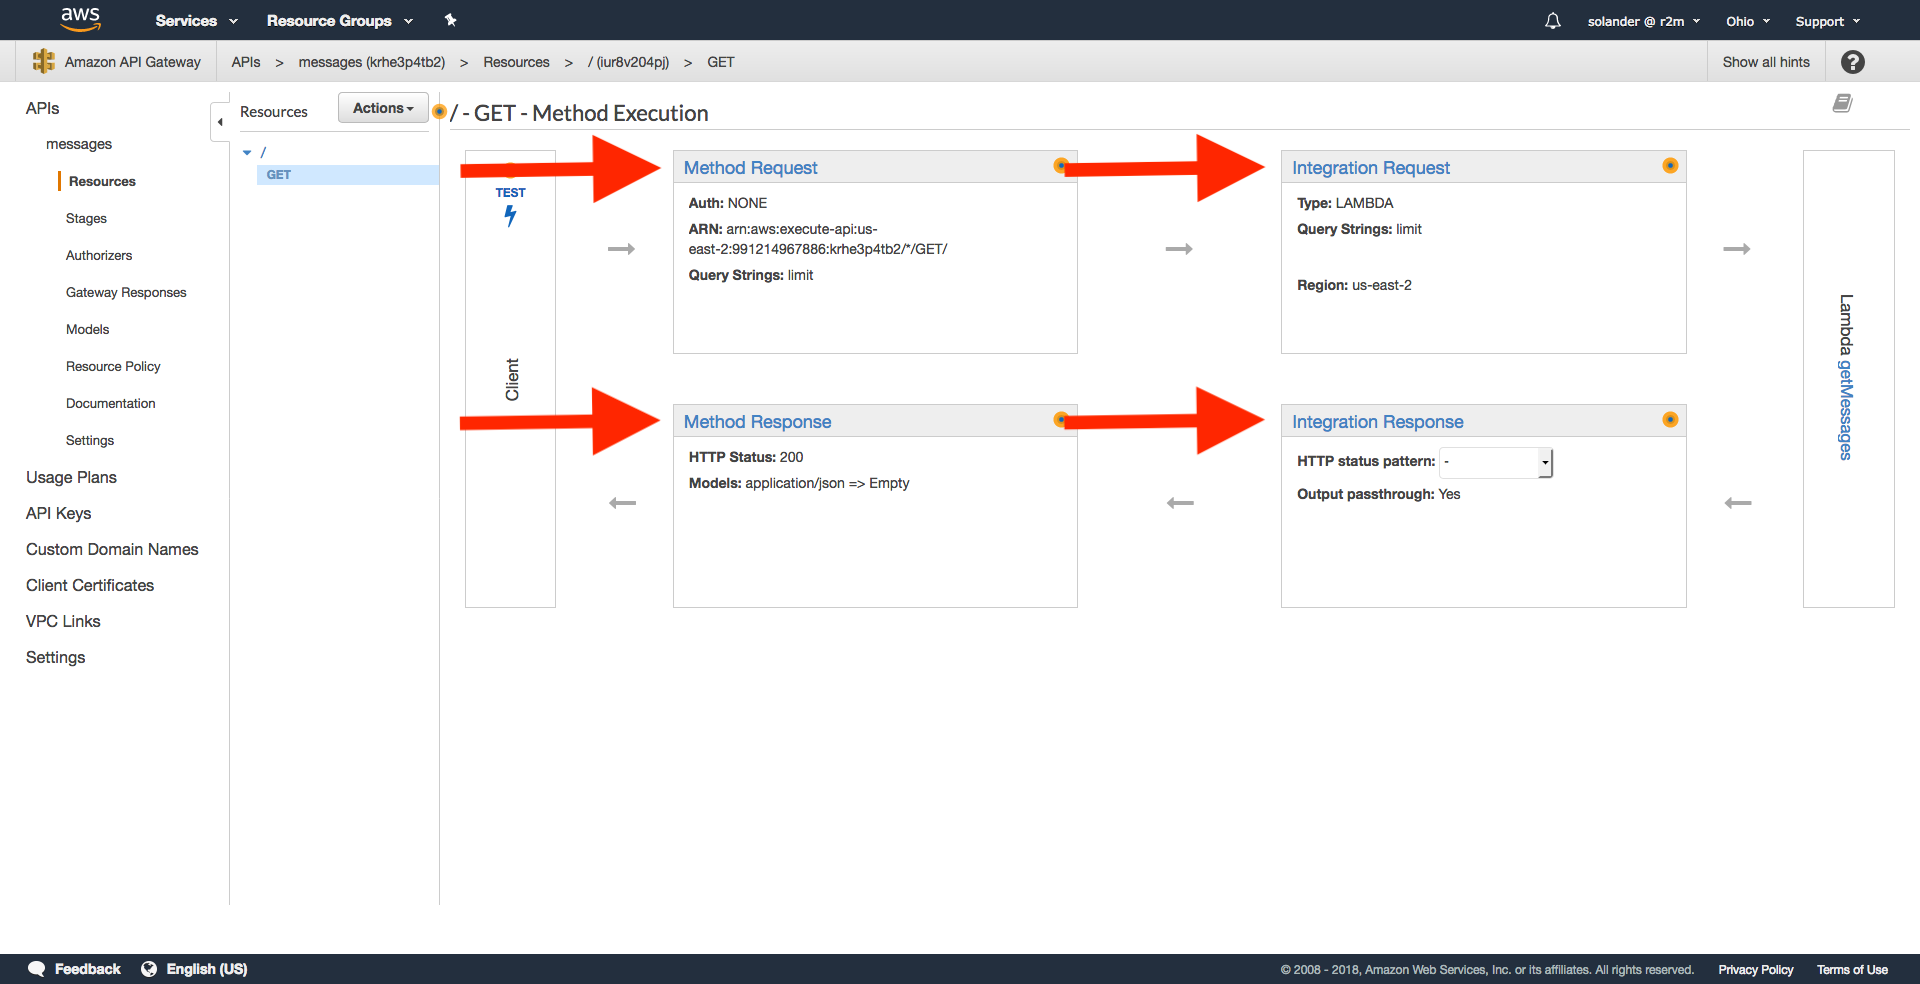 aws
Services
Resource Groups
solander @ r2m
Ohio
Support
Amazon API Gateway
APIs > messages (krhe3p4tb2) > Resources > / (iur8v204pj) > GET
Show all hints
?
APIs
messages
Resources
Stages
Authorizers
Gateway Responses
Models
Resource Policy
Documentation
Settings
Usage Plans
API Keys
Custom Domain Names
Client Certificates
VPC Links
Settings
Resources
Actions
/
GET
/ - GET - Method Execution
TEST
Client
Method Request
Auth: NONE
ARN: arn:aws:execute-api:us-
east-2:991214967886:krhe3p4tb2/*/GET/
Query Strings: limit
Integration Request
Type: LAMBDA
Query Strings: limit
Region: us-east-2
Method Response
HTTP Status: 200
Models: application/json => Empty
Integration Response
HTTP status pattern: -
Output passthrough: Yes
Lambda getMessages
Feedback
English (US)
© 2008 - 2018, Amazon Web Services, Inc. or its affiliates. All rights reserved.
Privacy Policy
Terms of Use